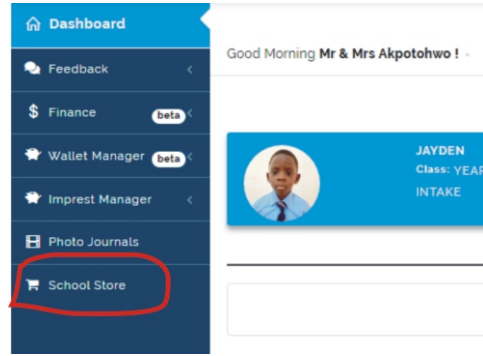 Dashboard
Good Morning Mr & Mrs Akpotohwo ! -
Feedback
Finance beta
Wallet Manager beta
Imprest Manager
Photo Journals
School Store
JAYDEN
Class: YEAR
INTAKE